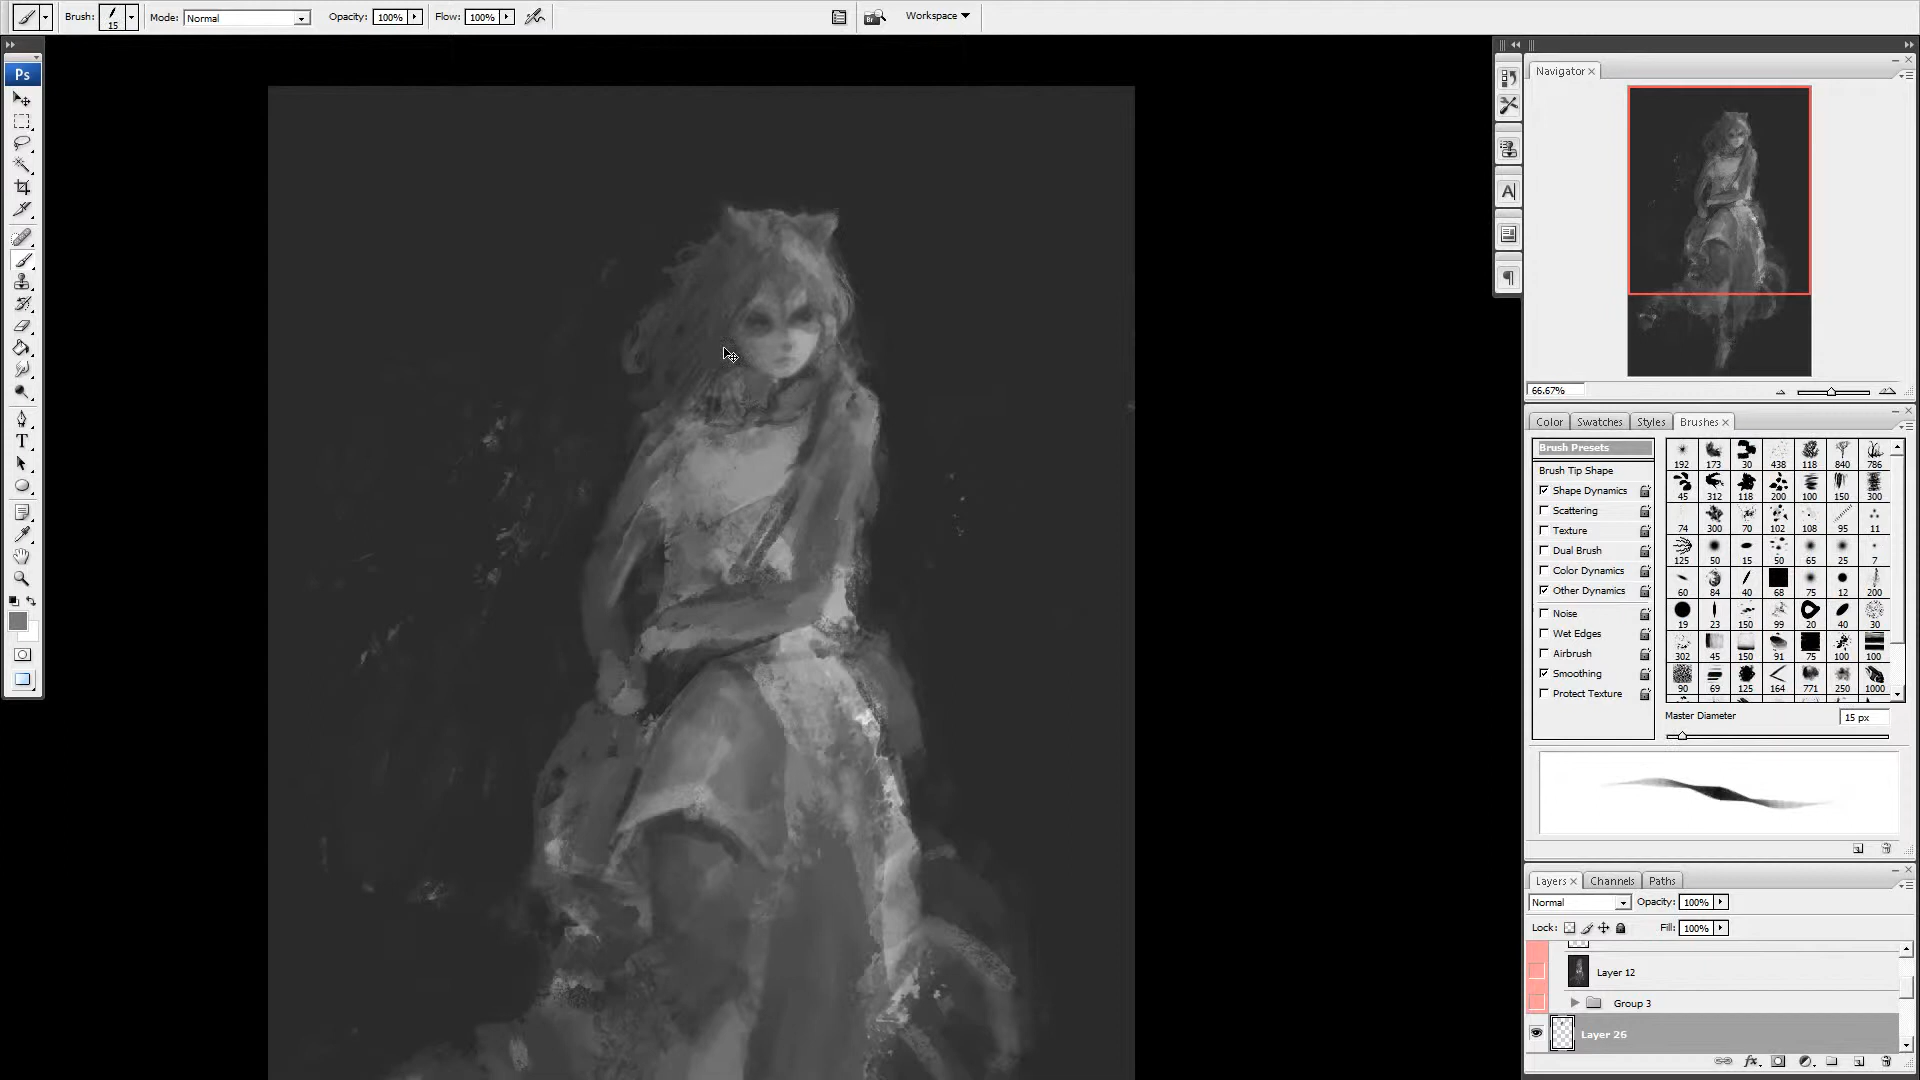 Brush: 15 Mode: Normal Opacity: 100% Flow: 100% Workspace
Ps
Navigator
66.67%
Color Swatches Styles Brushes
Brush Presets
Brush Tip Shape
Shape Dynamics
Scattering
Texture
Dual Brush
Color Dynamics
Other Dynamics
Noise
Wet Edges
Airbrush
Smoothing
Protect Texture
192 173 30 438 118 840 786
45 312 118 200 100 150 300
74 300 70 102 108 95 11
125 50 15 50 65 25 7
60 84 40 68 75 12 200
19 23 150 99 20 40 30
302 45 150 91 75 100 100
90 69 125 164 771 250 1000
Master Diameter 15 px
Layers Channels Paths
Normal Opacity: 100%
Lock: Fill: 100%
Layer 12
Group 3
Layer 26